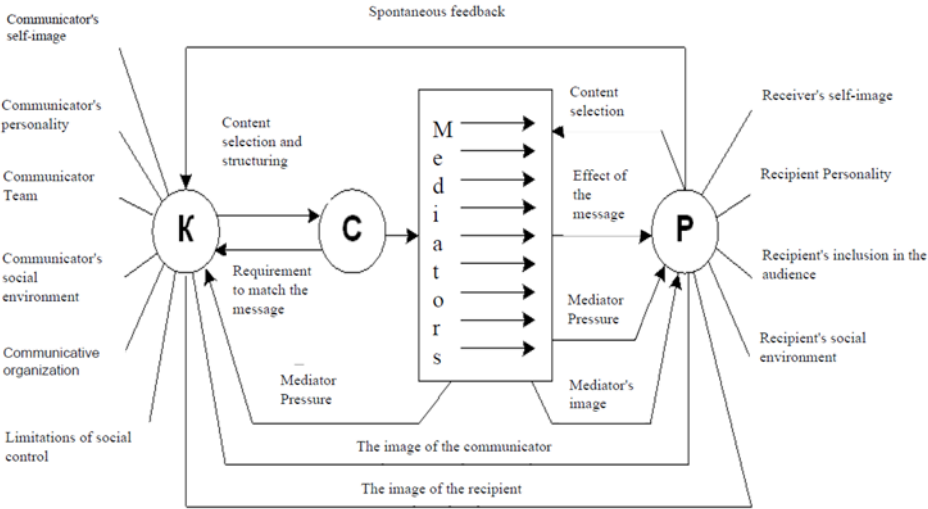 Spontaneous feedback
Communicator's
self-image
Communicator's
personality
Communicator
Team
Communicator's
social
environment
Communicative
organization
Limitations of social
control
Content
selection and
structuring
К
C
Requirement
to match the
message
Mediator
Pressure
M
e
d
i
a
t
o
r
s
Content
selection
Effect of
the
message
P
Mediator
Pressure
Mediator's
image
Receiver's self-image
Recipient Personality
Recipient's inclusion in the
audience
Recipient's social
environment
The image of the communicator
The image of the recipient